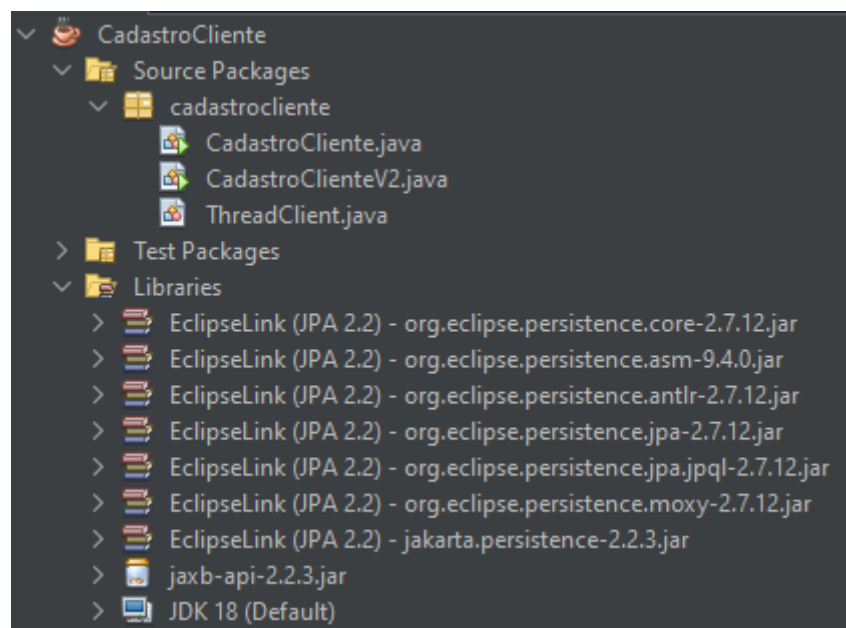 CadastroCliente
Source Packages
cadastrocliente
CadastroCliente.java
CadastroClienteV2.java
ThreadClient.java
Test Packages
Libraries
EclipseLink (JPA 2.2) - org.eclipse.persistence.core-2.7.12.jar
EclipseLink (JPA 2.2) - org.eclipse.persistence.asm-9.4.0.jar
EclipseLink (JPA 2.2) - org.eclipse.persistence.antlr-2.7.12.jar
EclipseLink (JPA 2.2) - org.eclipse.persistence.jpa-2.7.12.jar
EclipseLink (JPA 2.2) - org.eclipse.persistence.jpa.jpql-2.7.12.jar
EclipseLink (JPA 2.2) - org.eclipse.persistence.moxy-2.7.12.jar
EclipseLink (JPA 2.2) - jakarta.persistence-2.2.3.jar
jaxb-api-2.2.3.jar
JDK 18 (Default)